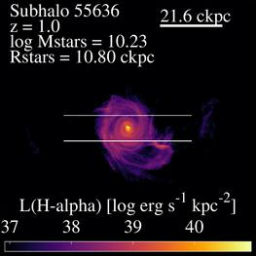 Subhalo 55636
21.6 ckpc
z = 1.0
log Mstars = 10.23
Rstars = 10.80 ckpc
L(H-alpha) [log erg s⁻¹ kpc⁻²]
37 38 39 40